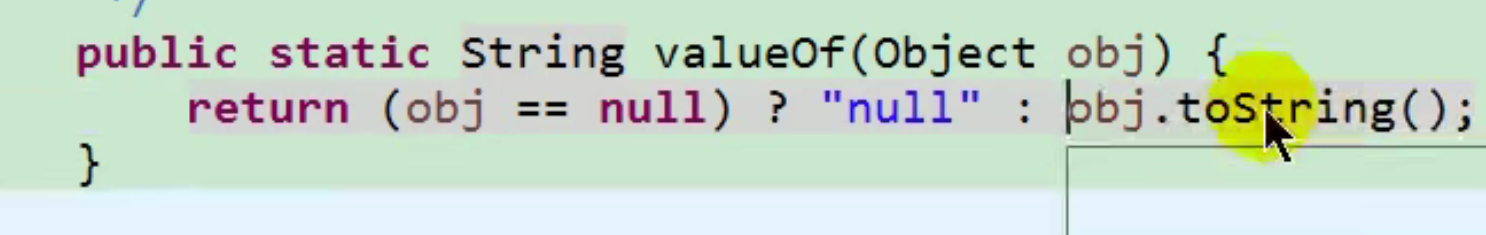 */
public static String valueOf(Object obj) {
return (obj == null) ? "null" : obj.toString();
}